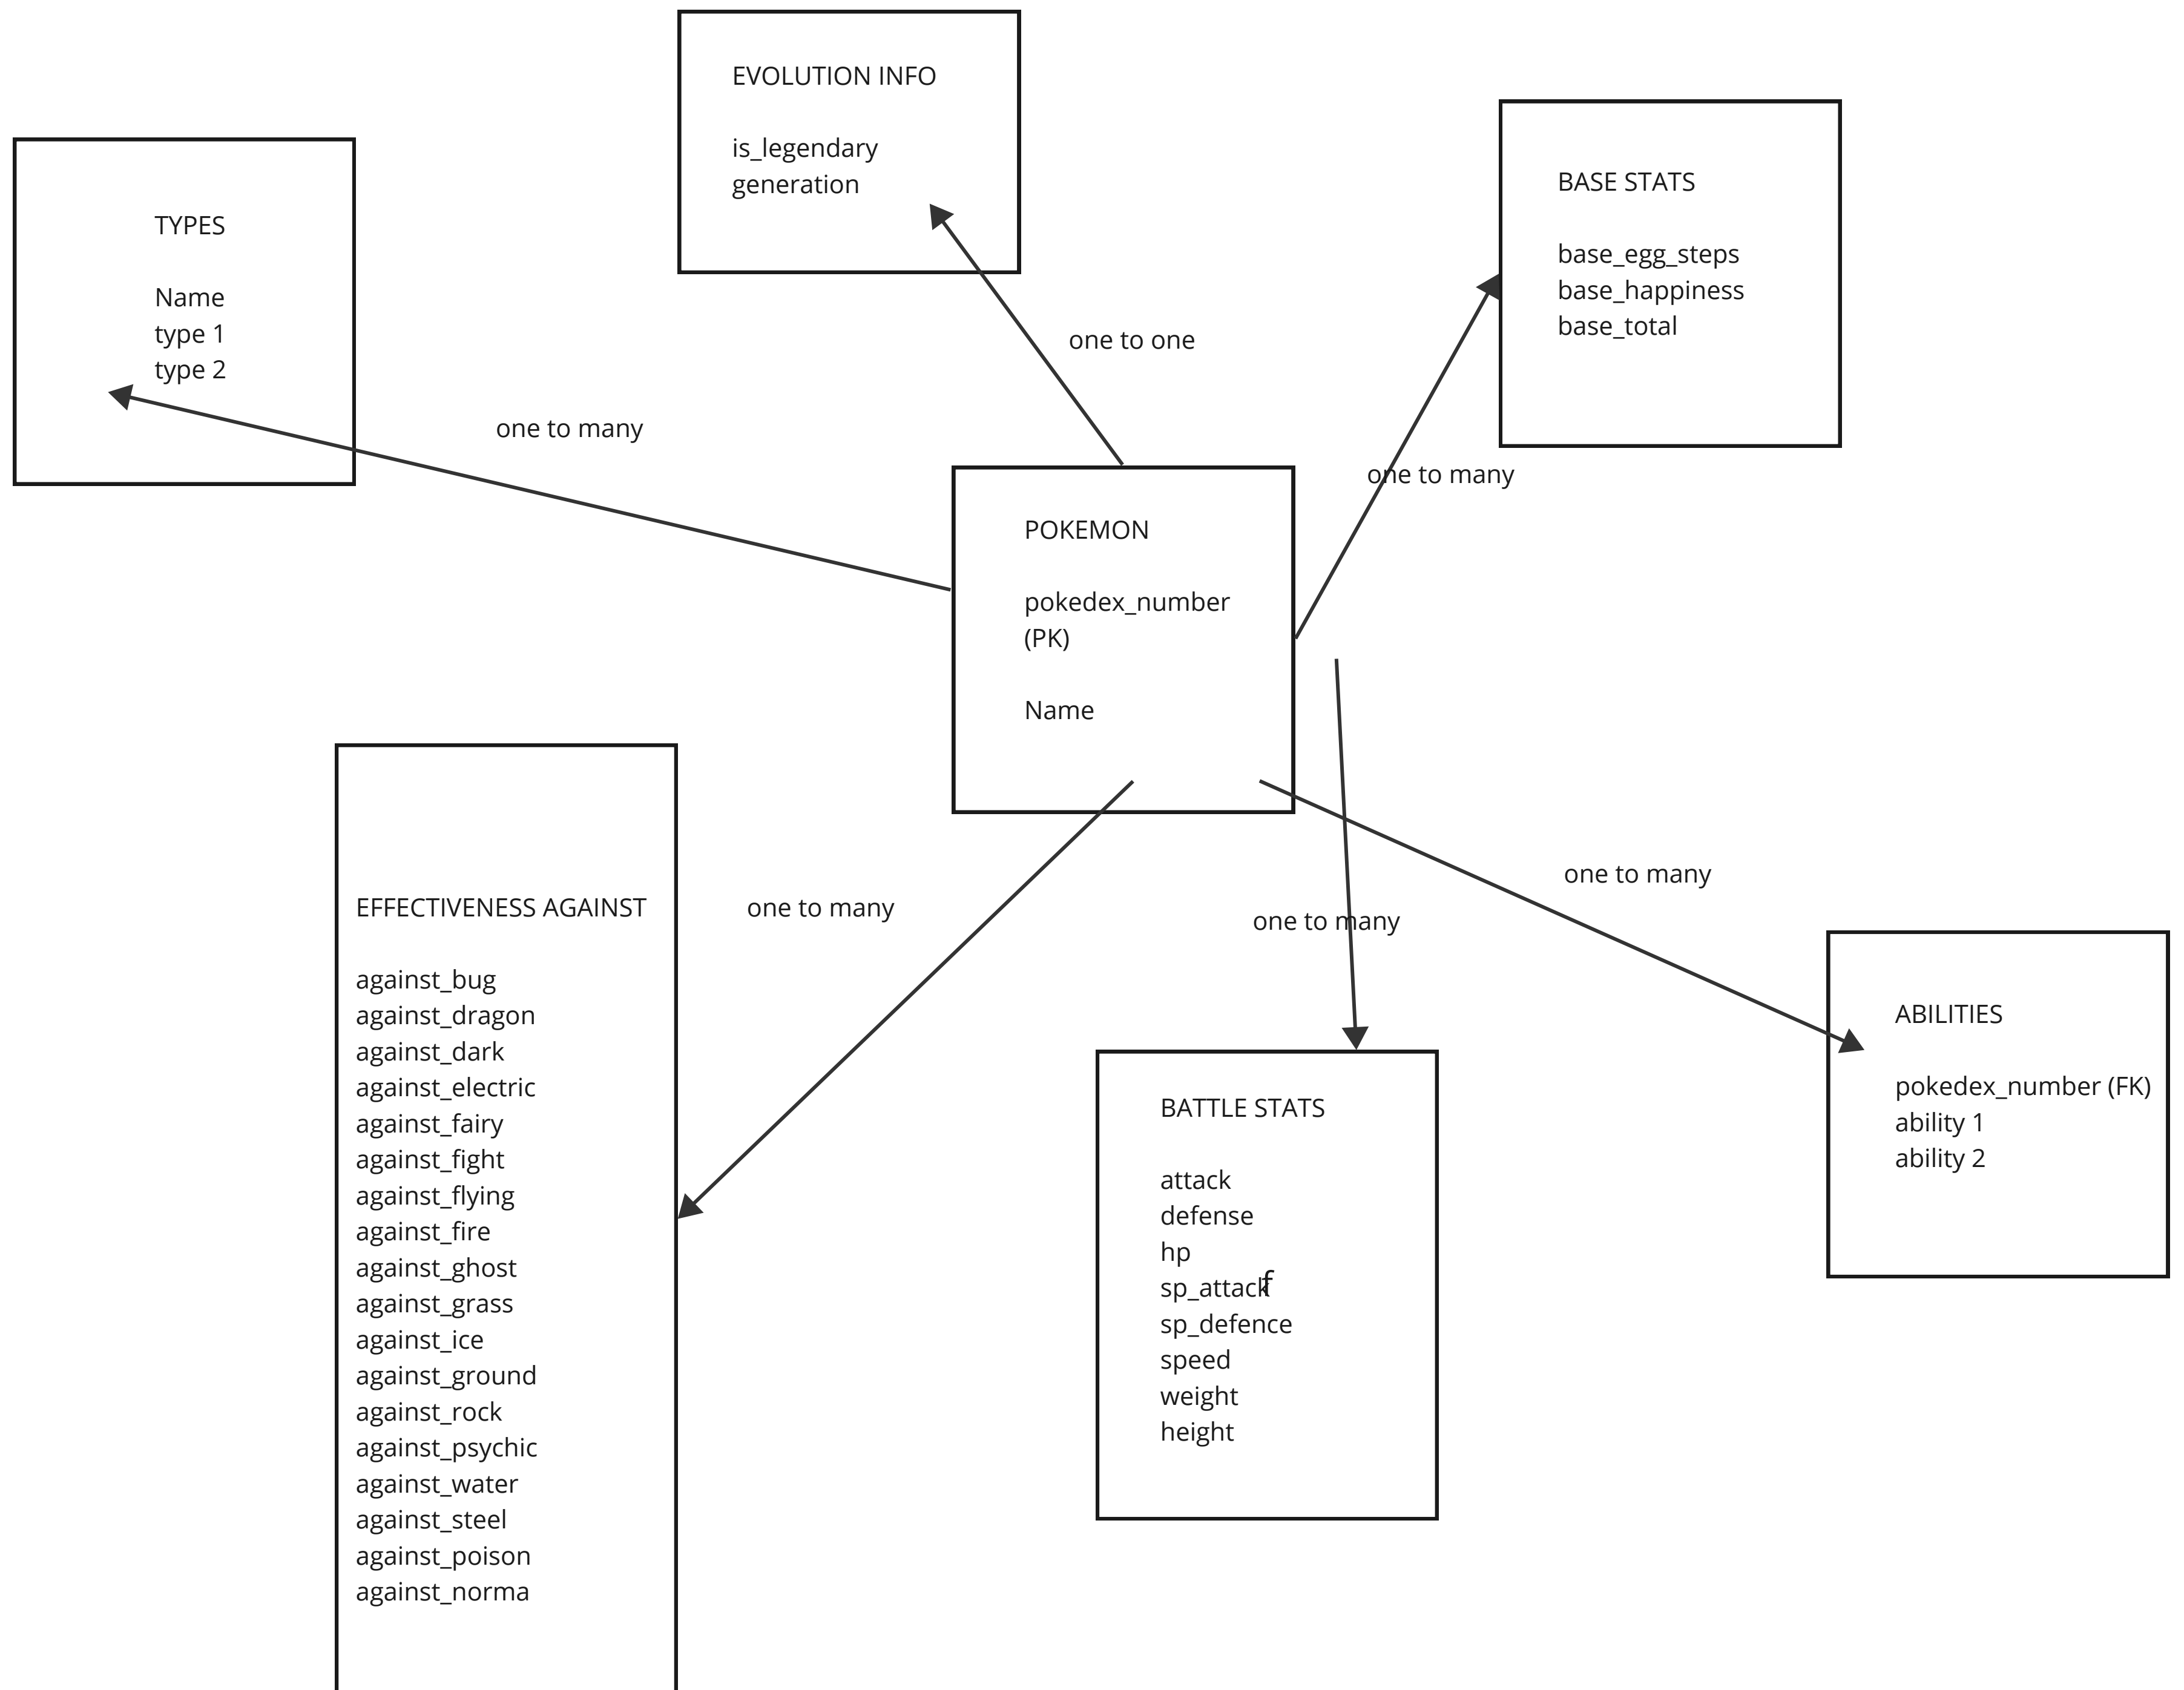 EVOLUTION INFO
is_legendary
generation
BASE STATS
base_egg_steps
base_happiness
base_total
TYPES
Name
type 1
type 2
one to one
one to many
one to many
POKEMON
pokedex_number
(PK)
Name
EFFECTIVENESS AGAINST
against_bug
against_dragon
against_dark
against_electric
against_fairy
against_fight
against_flying
against_fire
against_ghost
against_grass
against_ice
against_ground
against_rock
against_psychic
against_water
against_steel
against_poison
against_norma
one to many
one to many
one to many
BATTLE STATS
attack
defense
hp
sp_attack
f
sp_defence
speed
weight
height
ABILITIES
pokedex_number (FK)
ability 1
ability 2